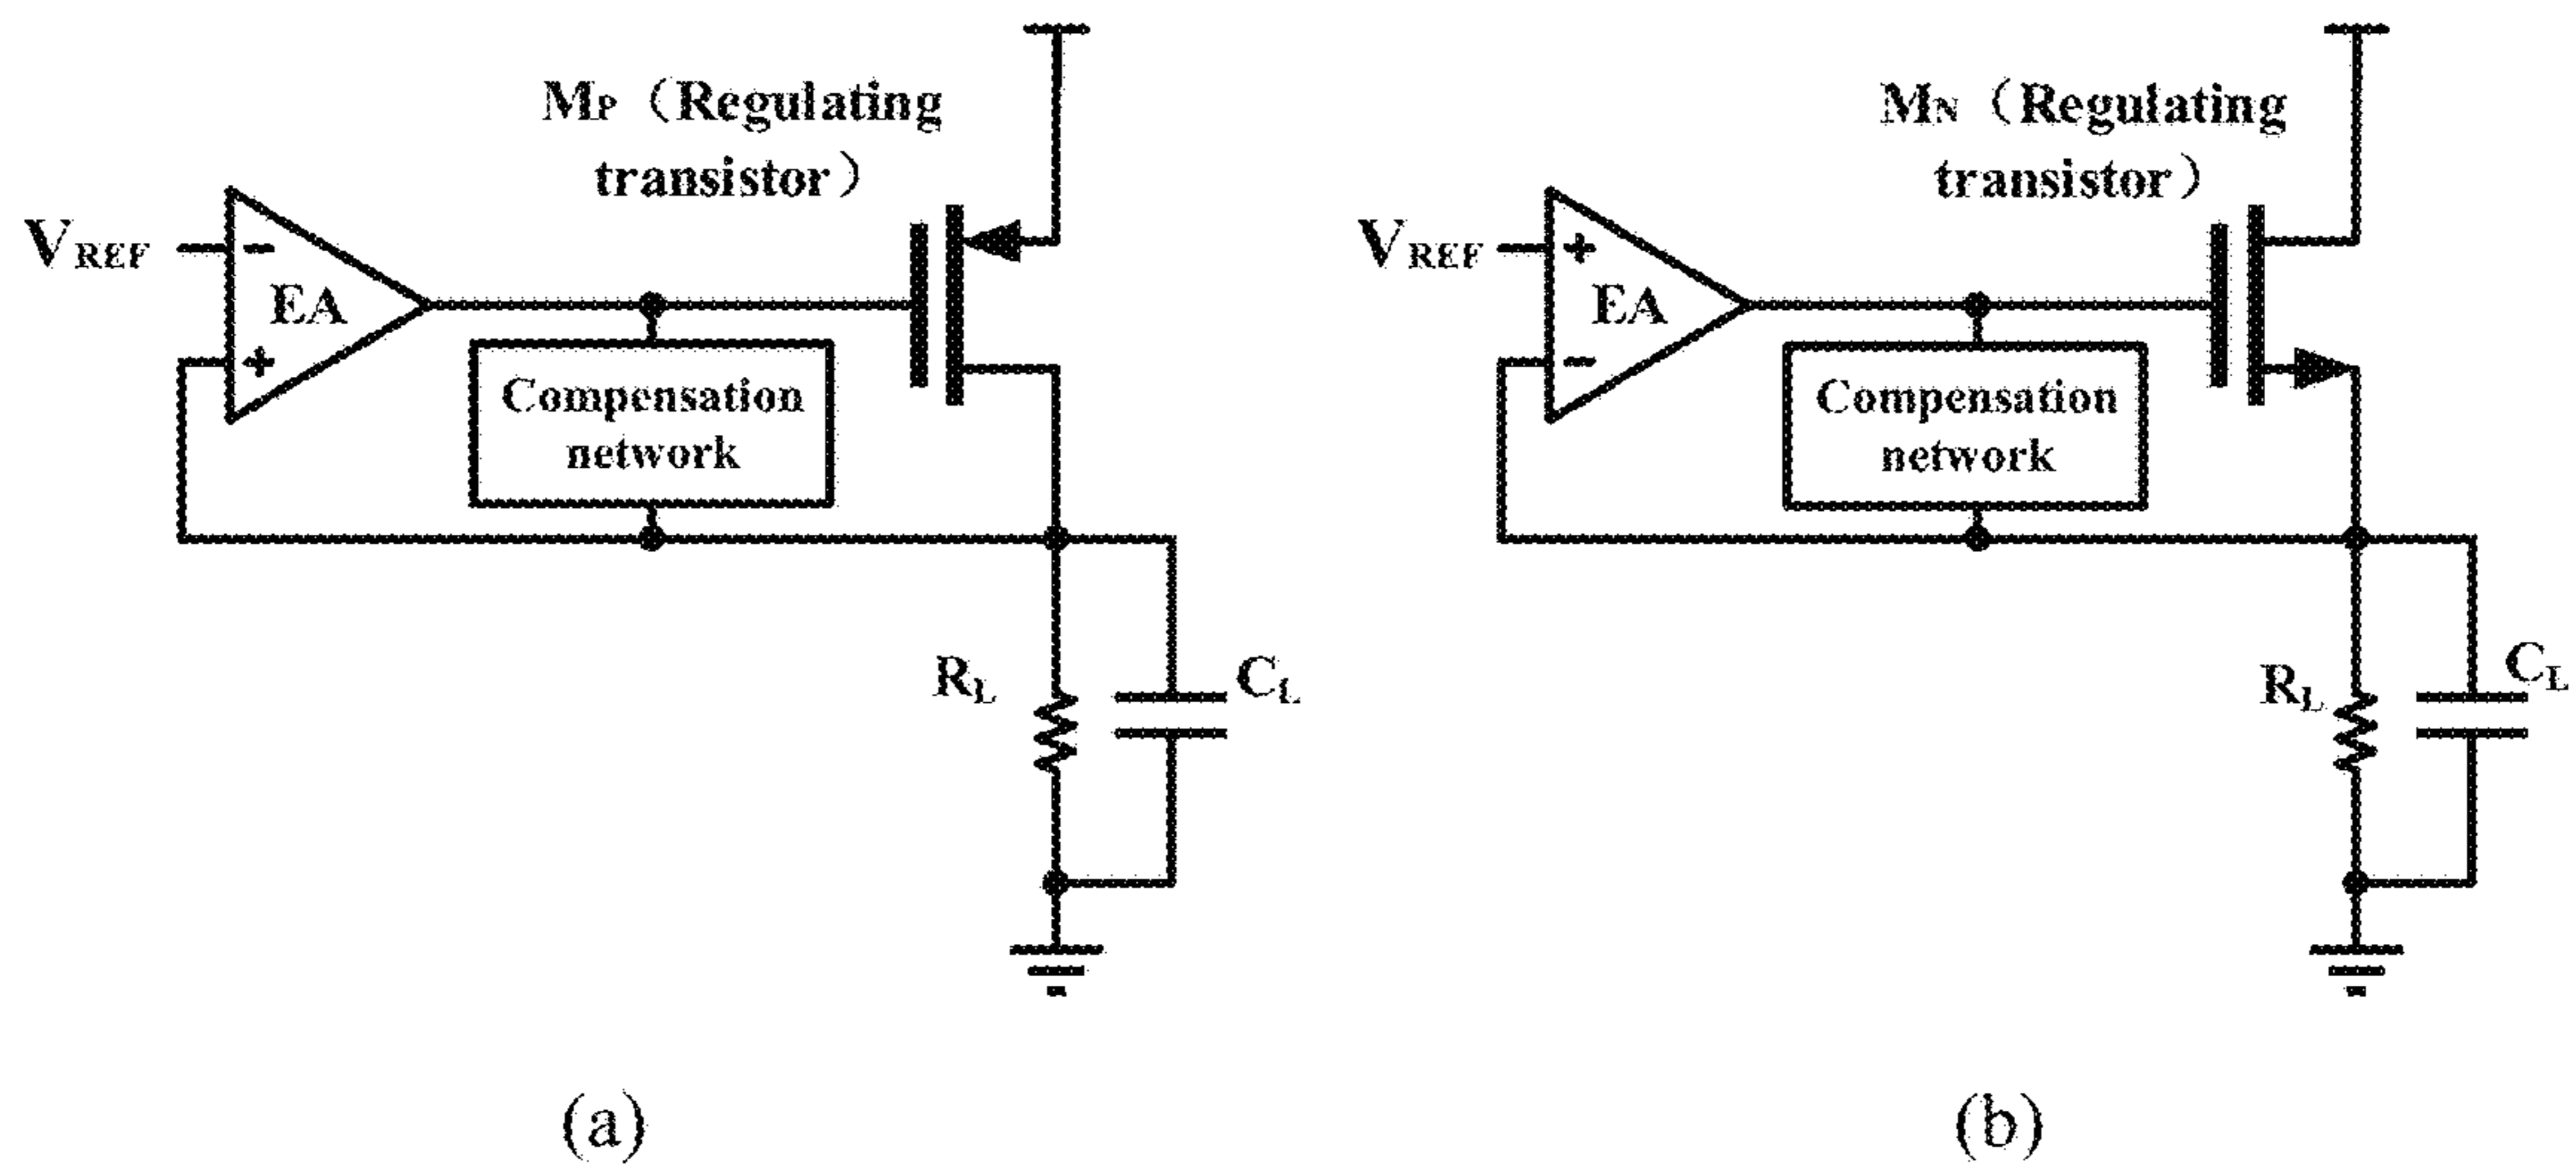 MP（Regulating
transistor）
VREF
-
EA
+
Compensation
network
RL
CL
(a)
MN（Regulating
transistor）
VREF
+
EA
-
Compensation
network
RL
CL
(b)